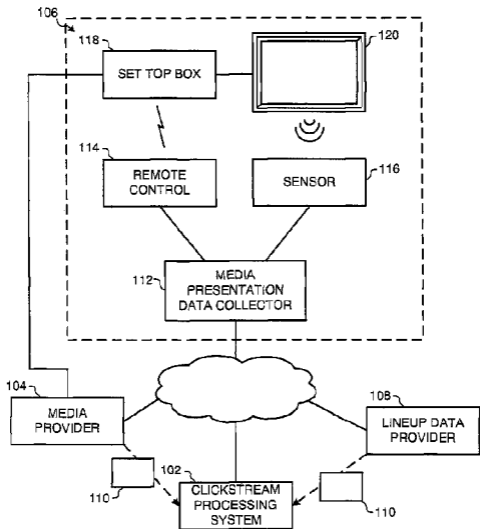 106
118
120
SET TOP BOX
114
REMOTE
CONTROL
SENSOR
116
112
MEDIA
PRESENTATION
DATA COLLECTOR
104
MEDIA
PROVIDER
108
LINEUP DATA
PROVIDER
102
110
CLICKSTREAM
PROCESSING
SYSTEM
110